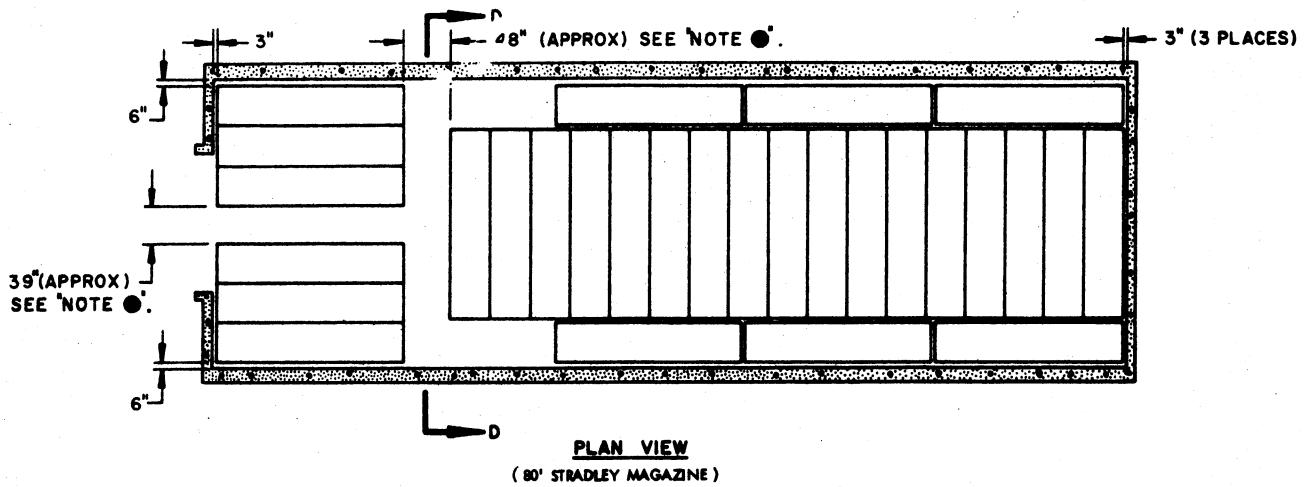 3"
48" (APPROX) SEE "NOTE ●".
3" (3 PLACES)
6"
39" (APPROX)
SEE "NOTE ●".
6"
D
PLAN VIEW
( 80' STRADLEY MAGAZINE )